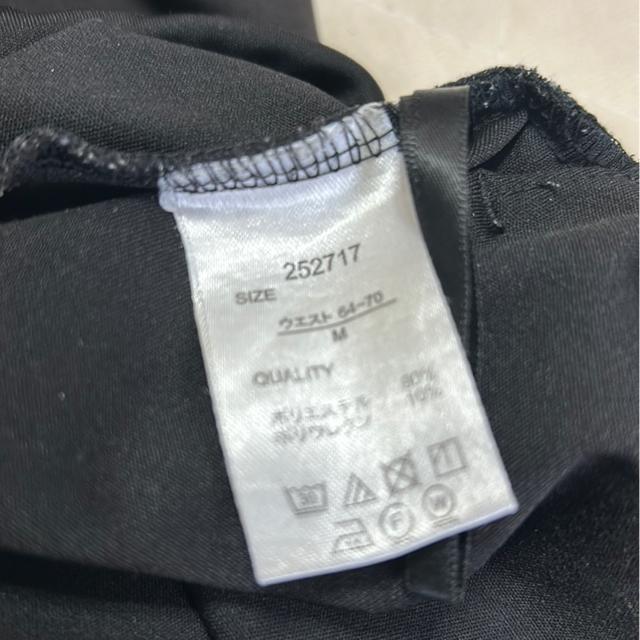 252717
SIZE
ウエスト 64-70
M
QUALITY
ポリエステル
ポリウレタン 10%
F W